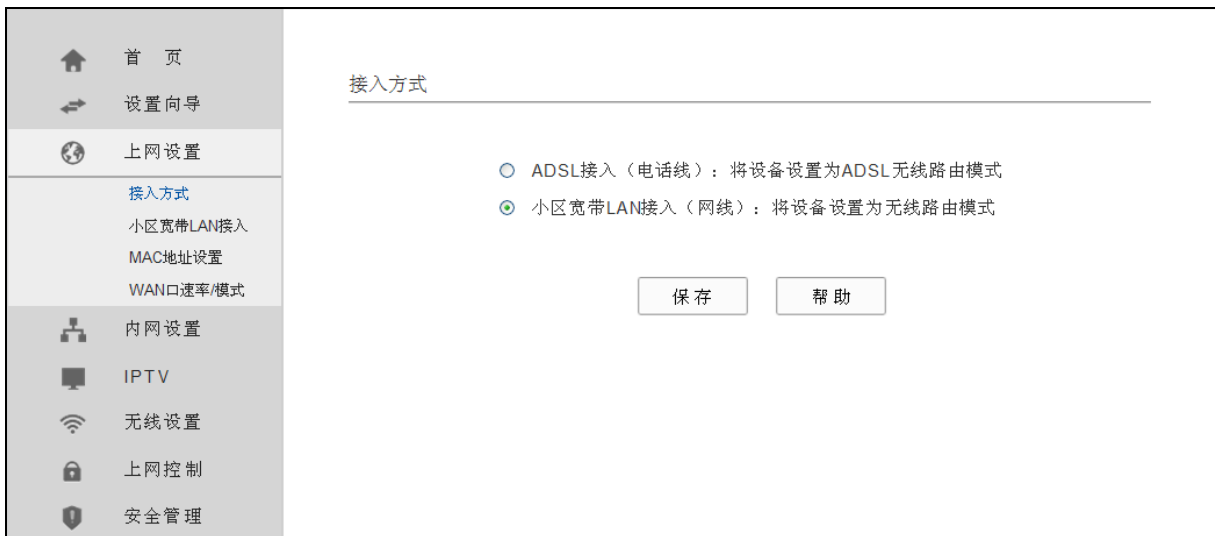 首 页
设置向导
上网设置
接入方式
小区宽带LAN接入
MAC地址设置
WAN口速率/模式
内网设置
IPTV
无线设置
上网控制
安全管理
接入方式
ADSL接入（电话线）：将设备设置为ADSL无线路由模式
小区宽带LAN接入（网线）：将设备设置为无线路由模式
保存
帮助